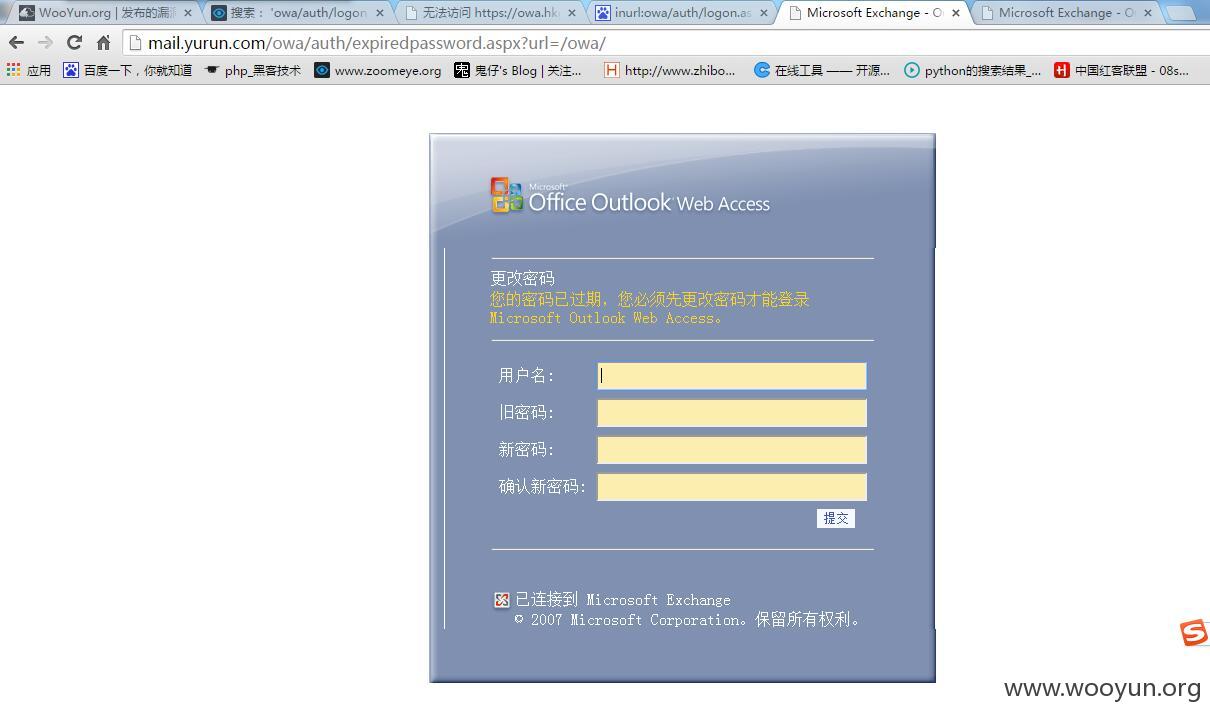 WooYun.org | 发布的漏洞
搜索： 'owa/auth/logon
无法访问 https://owa.hk
inurl:owa/auth/logon.as
Microsoft Exchange - O
Microsoft Exchange - O
mail.yurun.com/owa/auth/expiredpassword.aspx?url=/owa/
应用
百度一下，你就知道
php_黑客技术
www.zoomeye.org
鬼仔's Blog | 关注...
http://www.zhibo...
在线工具 —— 开源...
python的搜索结果_...
中国红客联盟 - 08s...
Microsoft
Office Outlook Web Access
更改密码
您的密码已过期，您必须先更改密码才能登录
Microsoft Outlook Web Access。
用户名:
旧密码:
新密码:
确认新密码:
提交
已连接到 Microsoft Exchange
© 2007 Microsoft Corporation。保留所有权利。
www.wooyun.org